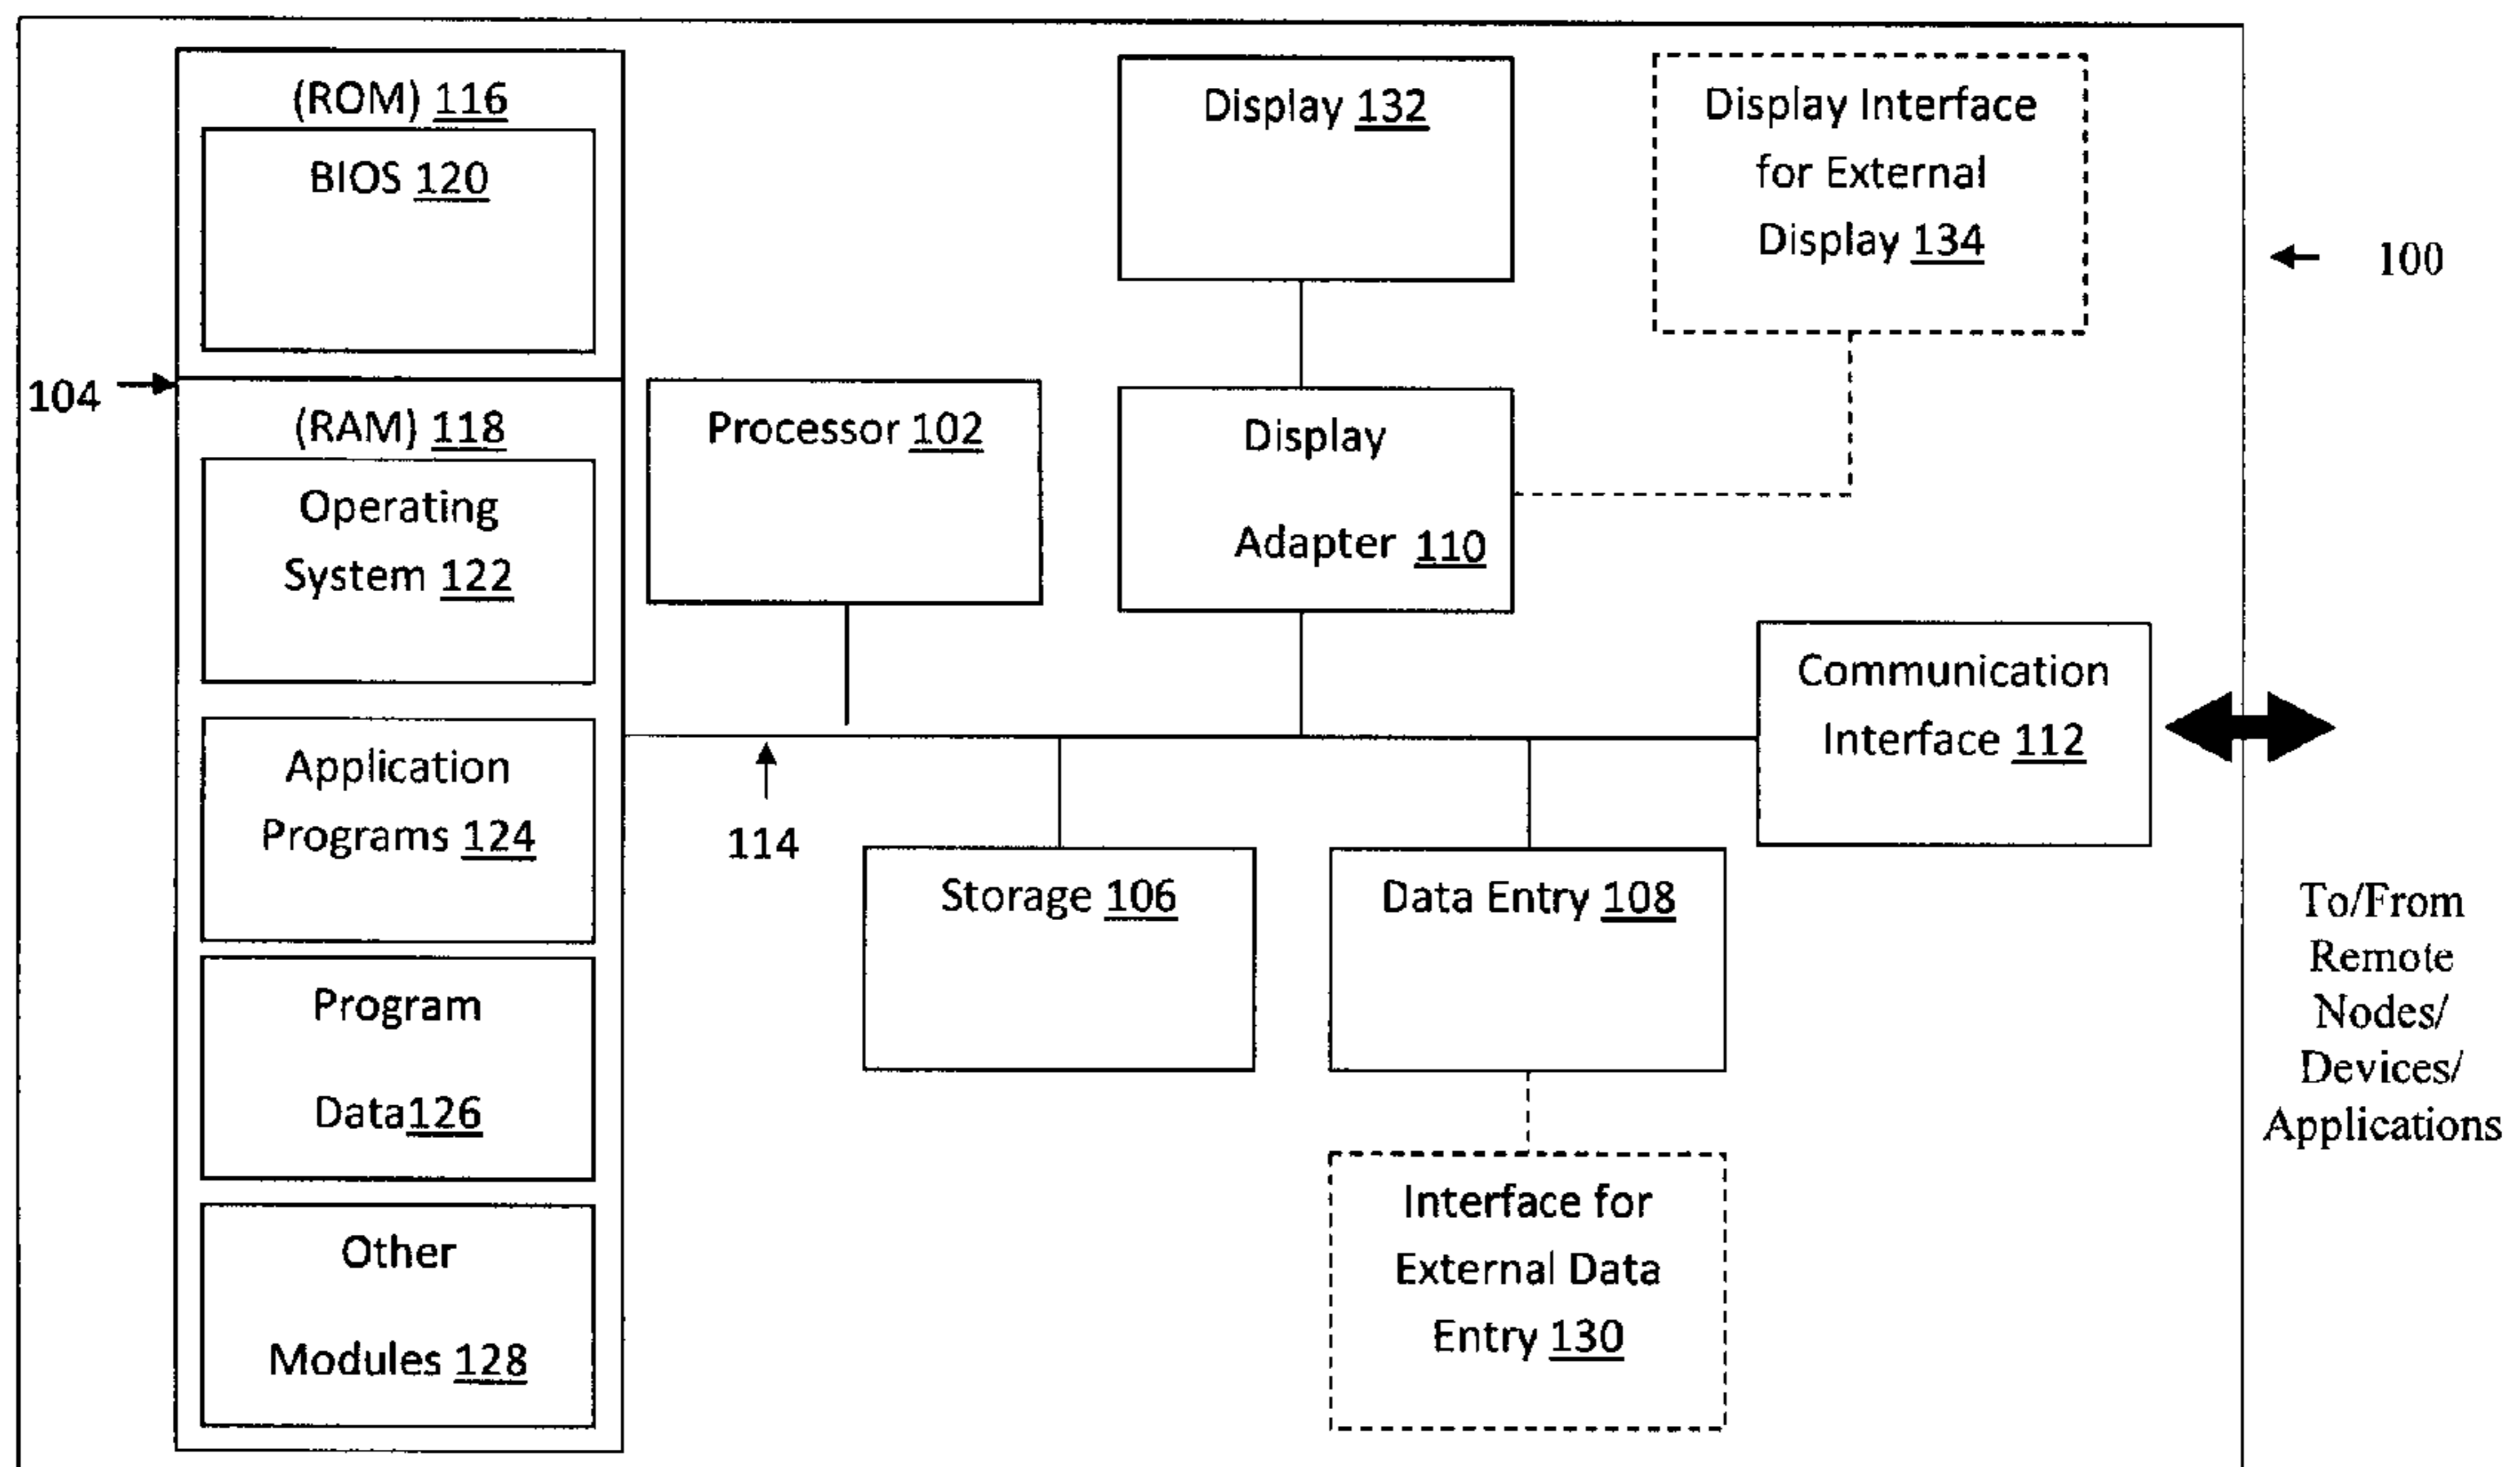 (ROM) 116
BIOS 120
104
(RAM) 118
Operating
System 122
Application
Programs 124
Program
Data126
Other
Modules 128
Processor 102
Display 132
Display Interface
for External
Display 134
100
Display
Adapter 110
Communication
Interface 112
114
Storage 106
Data Entry 108
Interface for
External Data
Entry 130
To/From
Remote
Nodes/
Devices/
Applications